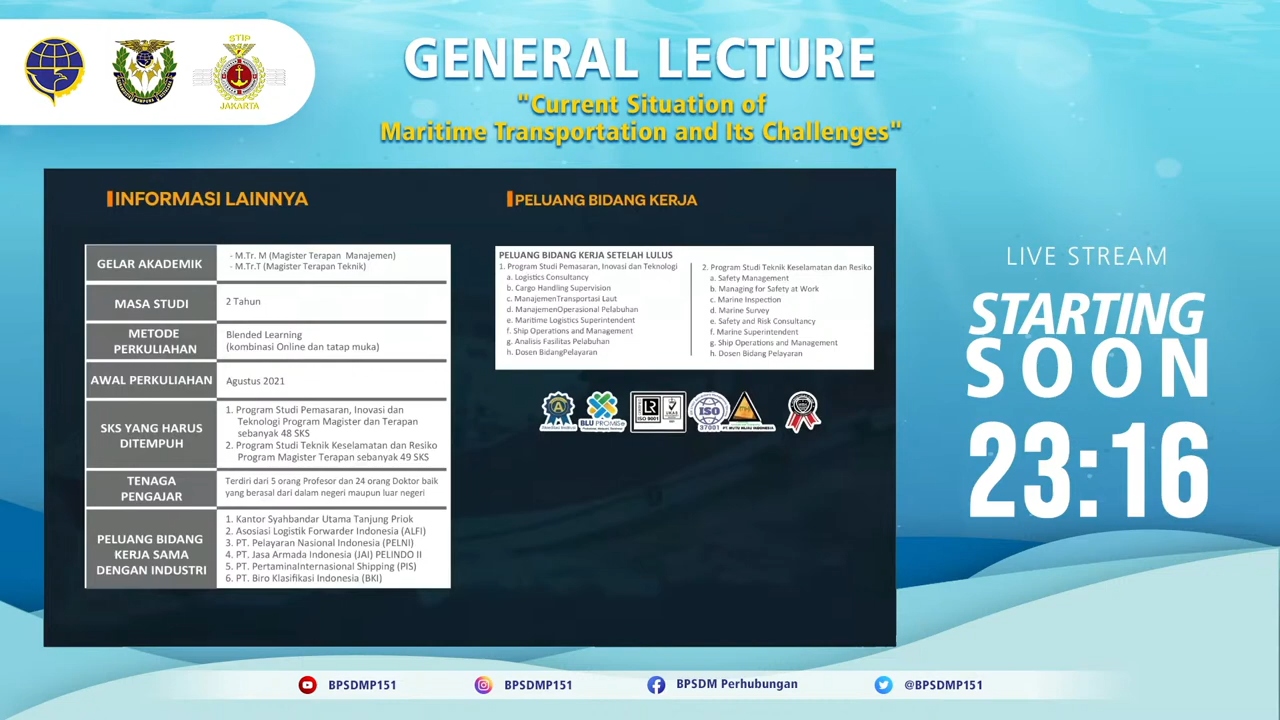 STIP
JAKARTA
GENERAL LECTURE
"Current Situation of
Maritime Transportation and Its Challenges"
INFORMASI LAINNYA
GELAR AKADEMIK
- M.Tr. M (Magister Terapan Manajemen)
- M.Tr.T (Magister Terapan Teknik)
MASA STUDI
2 Tahun
METODE
PERKULIAHAN
Blended Learning
(kombinasi Online dan tatap muka)
AWAL PERKULIAHAN
Agustus 2021
SKS YANG HARUS
DITEMPUH
1. Program Studi Pemasaran, Inovasi dan
Teknologi Program Magister dan Terapan
sebanyak 48 SKS
2. Program Studi Teknik Keselamatan dan Resiko
Program Magister Terapan sebanyak 49 SKS
TENAGA
PENGAJAR
Terdiri dari 5 orang Profesor dan 24 orang Doktor baik
yang berasal dari dalam negeri maupun luar negeri
PELUANG BIDANG
KERJA SAMA
DENGAN INDUSTRI
1. Kantor Syahbandar Utama Tanjung Priok
2. Asosiasi Logistik Forwarder Indonesia (ALFI)
3. PT. Pelayaran Nasional Indonesia (PELNI)
4. PT. Jasa Armada Indonesia (JAI) PELINDO II
5. PT. PertaminaInternasional Shipping (PIS)
6. PT. Biro Klasifikasi Indonesia (BKI)
PELUANG BIDANG KERJA
PELUANG BIDANG KERJA SETELAH LULUS
1. Program Studi Pemasaran, Inovasi dan Teknologi
a. Logistics Consultancy
b. Cargo Handling Supervision
c. ManajemenTransportasi Laut
d. ManajemenOperasional Pelabuhan
e. Maritime Logistics Superintendent
f. Ship Operations and Management
g. Analisis Fasilitas Pelabuhan
h. Dosen BidangPelayaran
2. Program Studi Teknik Keselamatan dan Resiko
a. Safety Management
b. Managing for Safety at Work
c. Marine Inspection
d. Marine Survey
e. Safety and Risk Consultancy
f. Marine Superintendent
g. Ship Operations and Management
h. Dosen Bidang Pelayaran
A
BLU PROMISe
LR
ISO 9001
UKAS
ISO
37001
LIVE STREAM
STARTING
SOON
23:16
BPSDMP151
BPSDMP151
BPSDM Perhubungan
@BPSDMP151